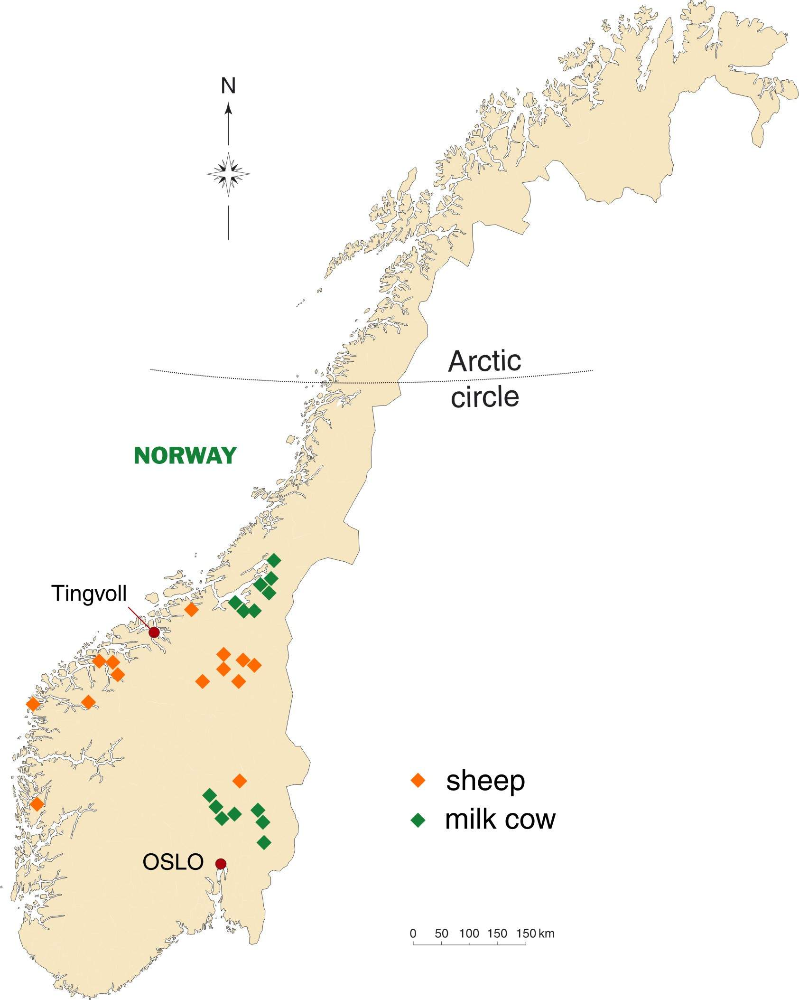 N
Arctic
circle
NORWAY
Tingvoll
sheep
milk cow
OSLO
0 50 100 150 150 km